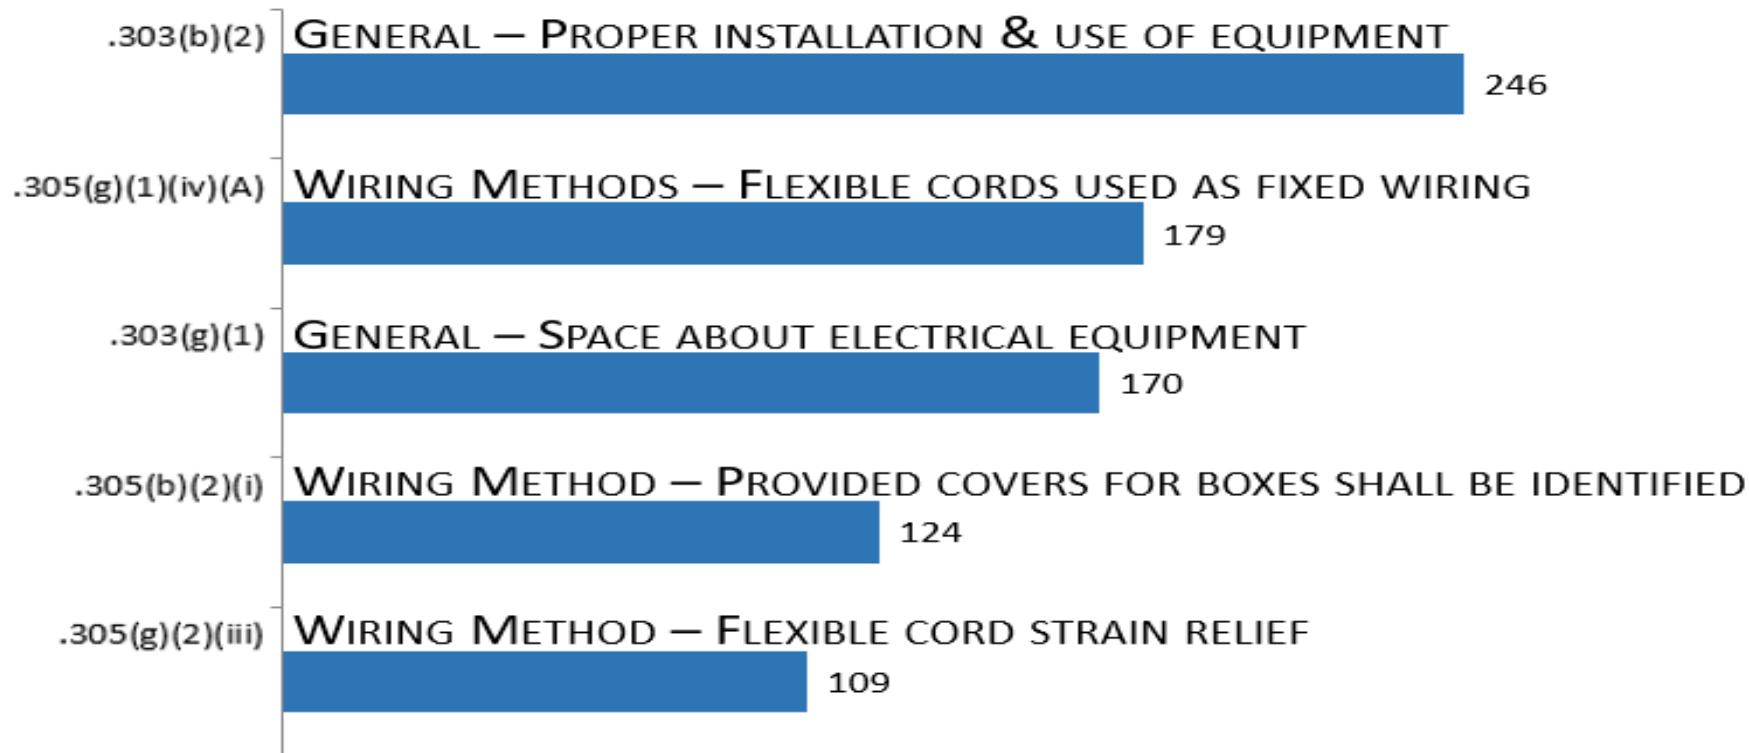 .303(b)(2) GENERAL – PROPER INSTALLATION & USE OF EQUIPMENT
246
.305(g)(1)(iv)(A) WIRING METHODS – FLEXIBLE CORDS USED AS FIXED WIRING
179
.303(g)(1) GENERAL – SPACE ABOUT ELECTRICAL EQUIPMENT
170
.305(b)(2)(i) WIRING METHOD – PROVIDED COVERS FOR BOXES SHALL BE IDENTIFIED
124
.305(g)(2)(iii) WIRING METHOD – FLEXIBLE CORD STRAIN RELIEF
109